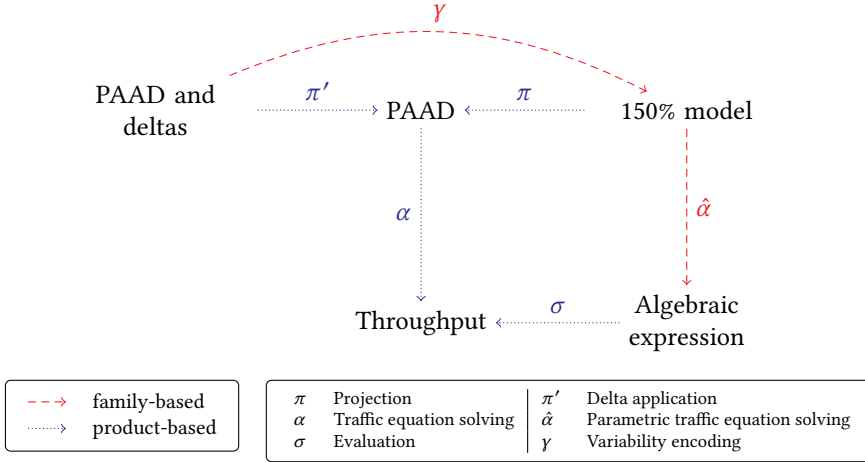 γ
PAAD and
deltas
π′
PAAD
π
150% model
α
α̂
Throughput
σ
Algebraic
expression
family-based
product-based
π Projection
α Traffic equation solving
σ Evaluation
π′ Delta application
α̂ Parametric traffic equation solving
γ Variability encoding